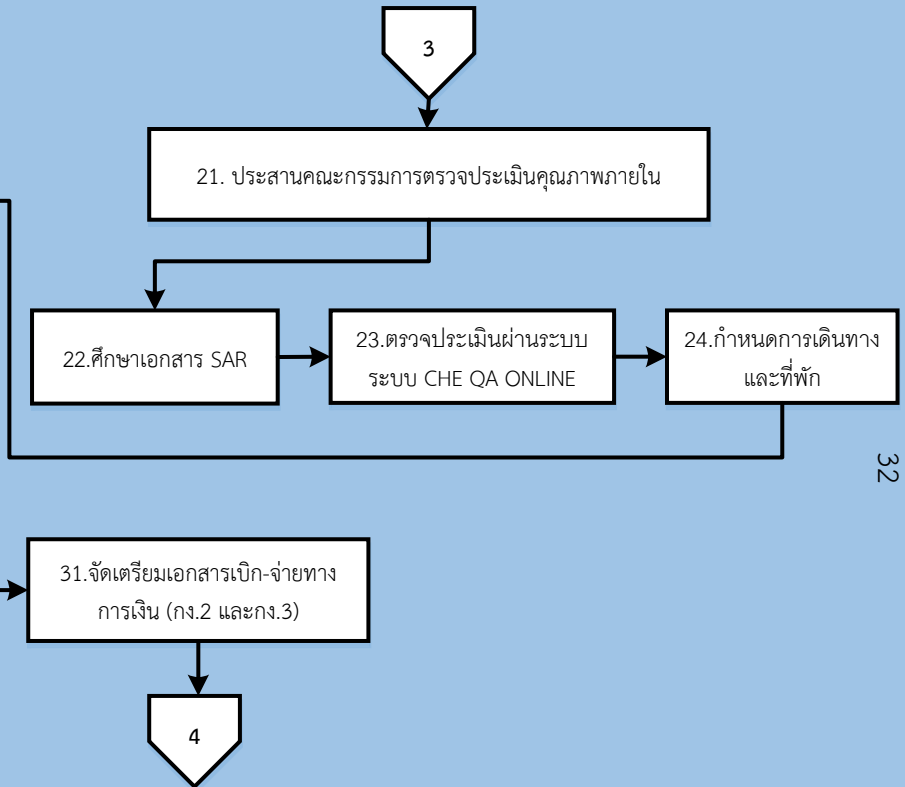 3
21. ประสานคณะกรรมการตรวจประเมินคุณภาพภายใน
22.ศึกษาเอกสาร SAR
23.ตรวจประเมินผ่านระบบ
ระบบ CHE QA ONLINE
24.กำหนดการเดินทาง
และที่พัก
32
31.จัดเตรียมเอกสารเบิก-จ่ายทาง
การเงิน (กง.2 และกง.3)
4